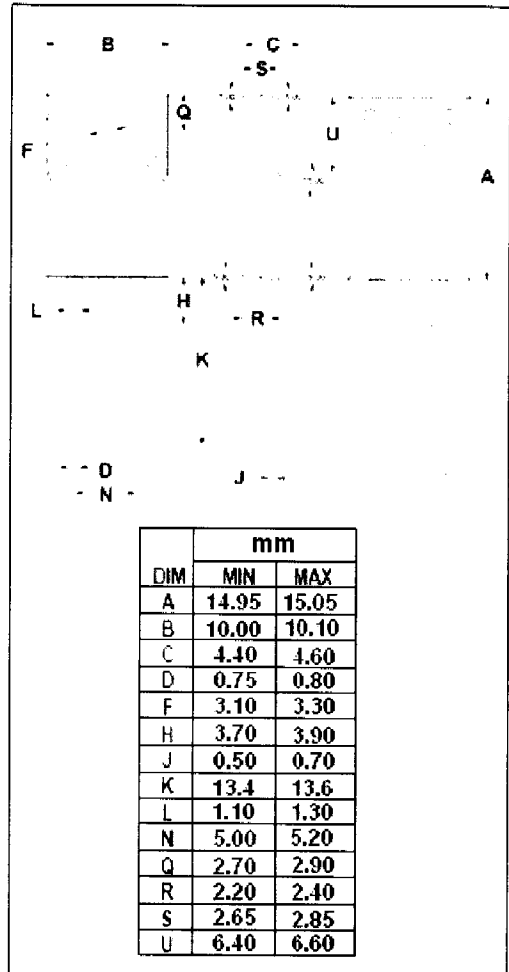 B C
S
Q
U
F
A
L H
R
K
D J
N
mm
DIM MIN MAX
A 14.95 15.05
B 10.00 10.10
C 4.40 4.60
D 0.75 0.80
F 3.10 3.30
H 3.70 3.90
J 0.50 0.70
K 13.4 13.6
L 1.10 1.30
N 5.00 5.20
Q 2.70 2.90
R 2.20 2.40
S 2.65 2.85
U 6.40 6.60